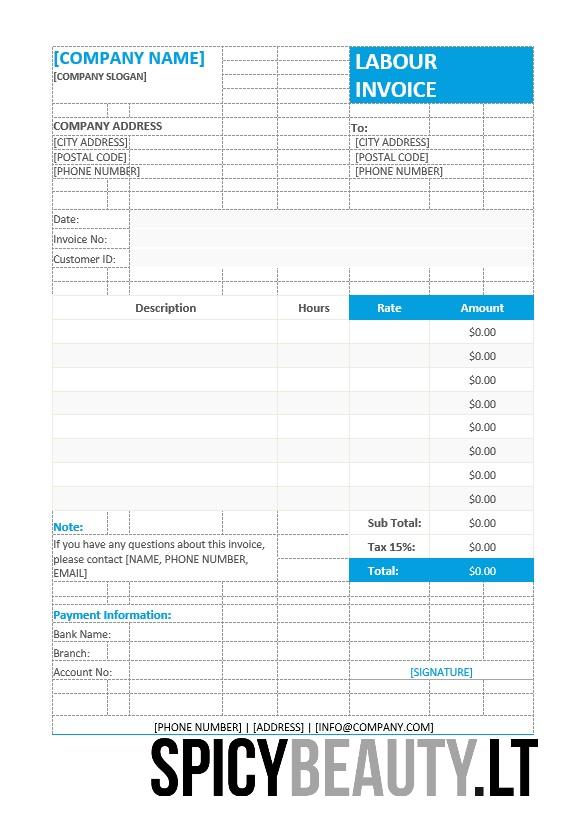 [COMPANY NAME]
[COMPANY SLOGAN]
LABOUR
INVOICE
COMPANY ADDRESS
[CITY ADDRESS]
[POSTAL CODE]
[PHONE NUMBER]
To:
[CITY ADDRESS]
[POSTAL CODE]
[PHONE NUMBER]
Date:
Invoice No:
Customer ID:
Description Hours Rate Amount
$0.00
$0.00
$0.00
$0.00
$0.00
$0.00
$0.00
$0.00
Sub Total: $0.00
Tax 15%: $0.00
Total: $0.00
Note:
If you have any questions about this invoice,
please contact [NAME, PHONE NUMBER,
EMAIL]
Payment Information:
Bank Name:
Branch:
Account No:
[SIGNATURE]
[PHONE NUMBER] | [ADDRESS] | [INFO@COMPANY.COM]
SPICYBEAUTY.LT